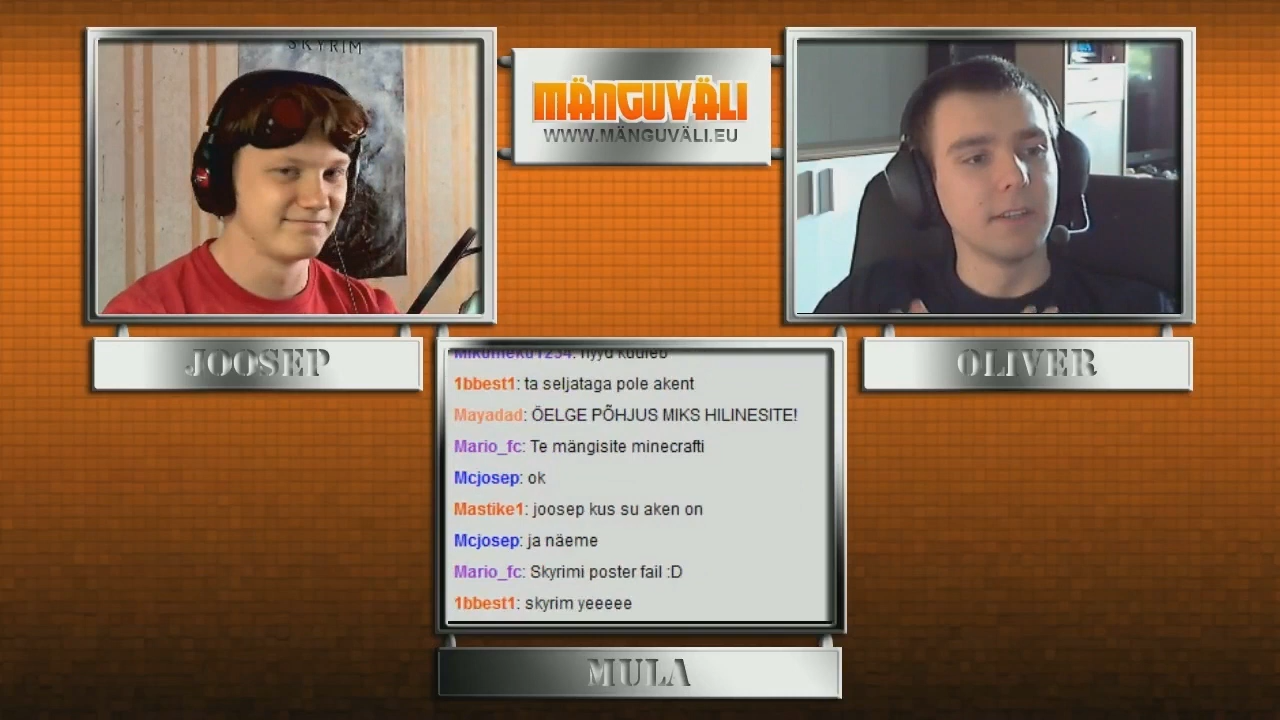 SKYRIM
MÄNGUVÄLI
WWW.MÄNGUVÄLI.EU
JOOSEP
OLIVER
1bbest1: ta seljataga pole akent
Mayadad: ÖELGE PÕHJUS MIKS HILINESITE!
Mario_fc: Te mängisite minecrafti
Mcjosep: ok
Mastike1: joosep kus su aken on
Mcjosep: ja näeme
Mario_fc: Skyrimi poster fail :D
1bbest1: skyrim yeeeee
MULA